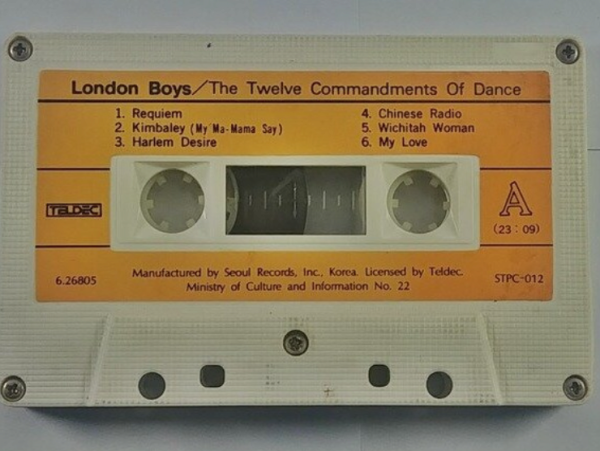 London Boys/The Twelve Commandments Of Dance
1. Requiem
2. Kimbaley (My Ma-Mama Say)
3. Harlem Desire
4. Chinese Radio
5. Wichitah Woman
6. My Love
TELDEC
A
(23:09)
6.26805
Manufactured by Seoul Records, Inc., Korea. Licensed by Teldec.
Ministry of Culture and Information No. 22
STPC-012